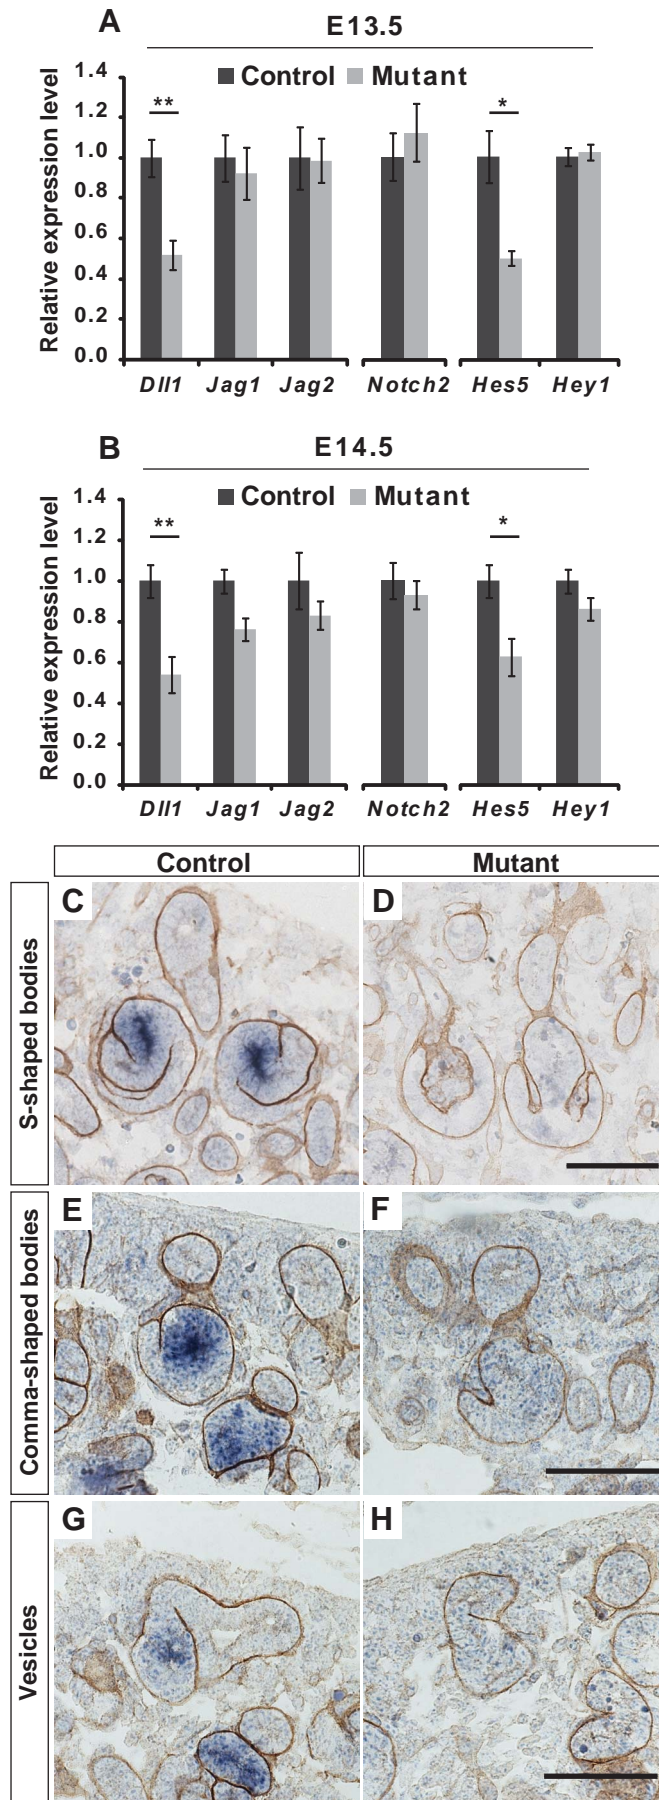 A
E13.5
Control Mutant
Relative expression level
1.4
1.2
1.0
0.8
0.6
0.4
0.2
0.0
**
*
Dll1 Jag1 Jag2 Notch2 Hes5 Hey1
B
E14.5
Control Mutant
Relative expression level
1.4
1.2
1.0
0.8
0.6
0.4
0.2
0.0
**
*
Dll1 Jag1 Jag2 Notch2 Hes5 Hey1
Control Mutant
S-shaped bodies
C D
Comma-shaped bodies
E F
Vesicles
G H